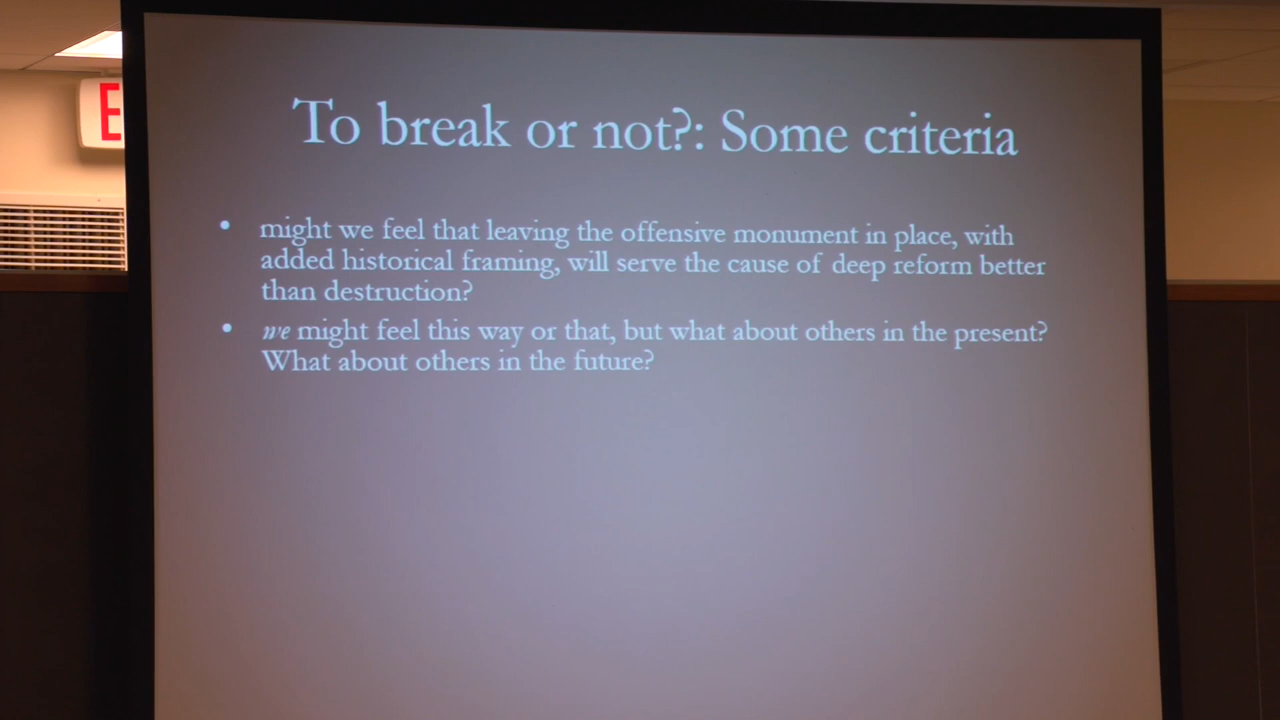 E
To break or not?: Some criteria
• might we feel that leaving the offensive monument in place, with
added historical framing, will serve the cause of deep reform better
than destruction?
• we might feel this way or that, but what about others in the present?
What about others in the future?